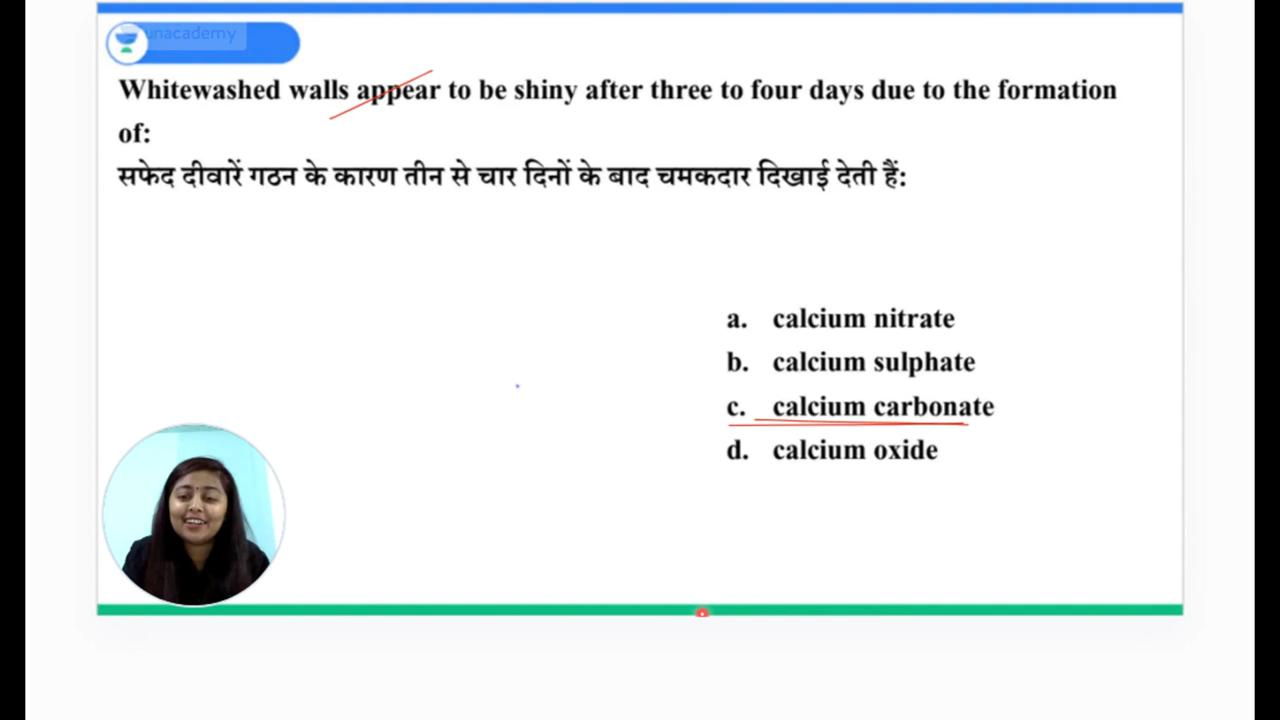 unacademy
Whitewashed walls appear to be shiny after three to four days due to the formation
of:
सफेद दीवारें गठन के कारण तीन से चार दिनों के बाद चमकदार दिखाई देती हैं:
a. calcium nitrate
b. calcium sulphate
c. calcium carbonate
d. calcium oxide